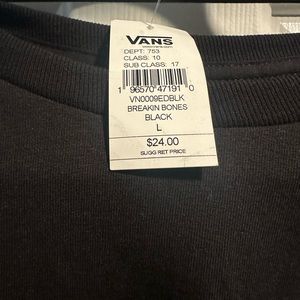 VANS
DEPT: 753
CLASS: 10
SUB CLASS: 17
1 96570 47191 0
VN0009EDBLK
BREAKIN BONES
BLACK
L
$24.00
SUGG RET PRICE